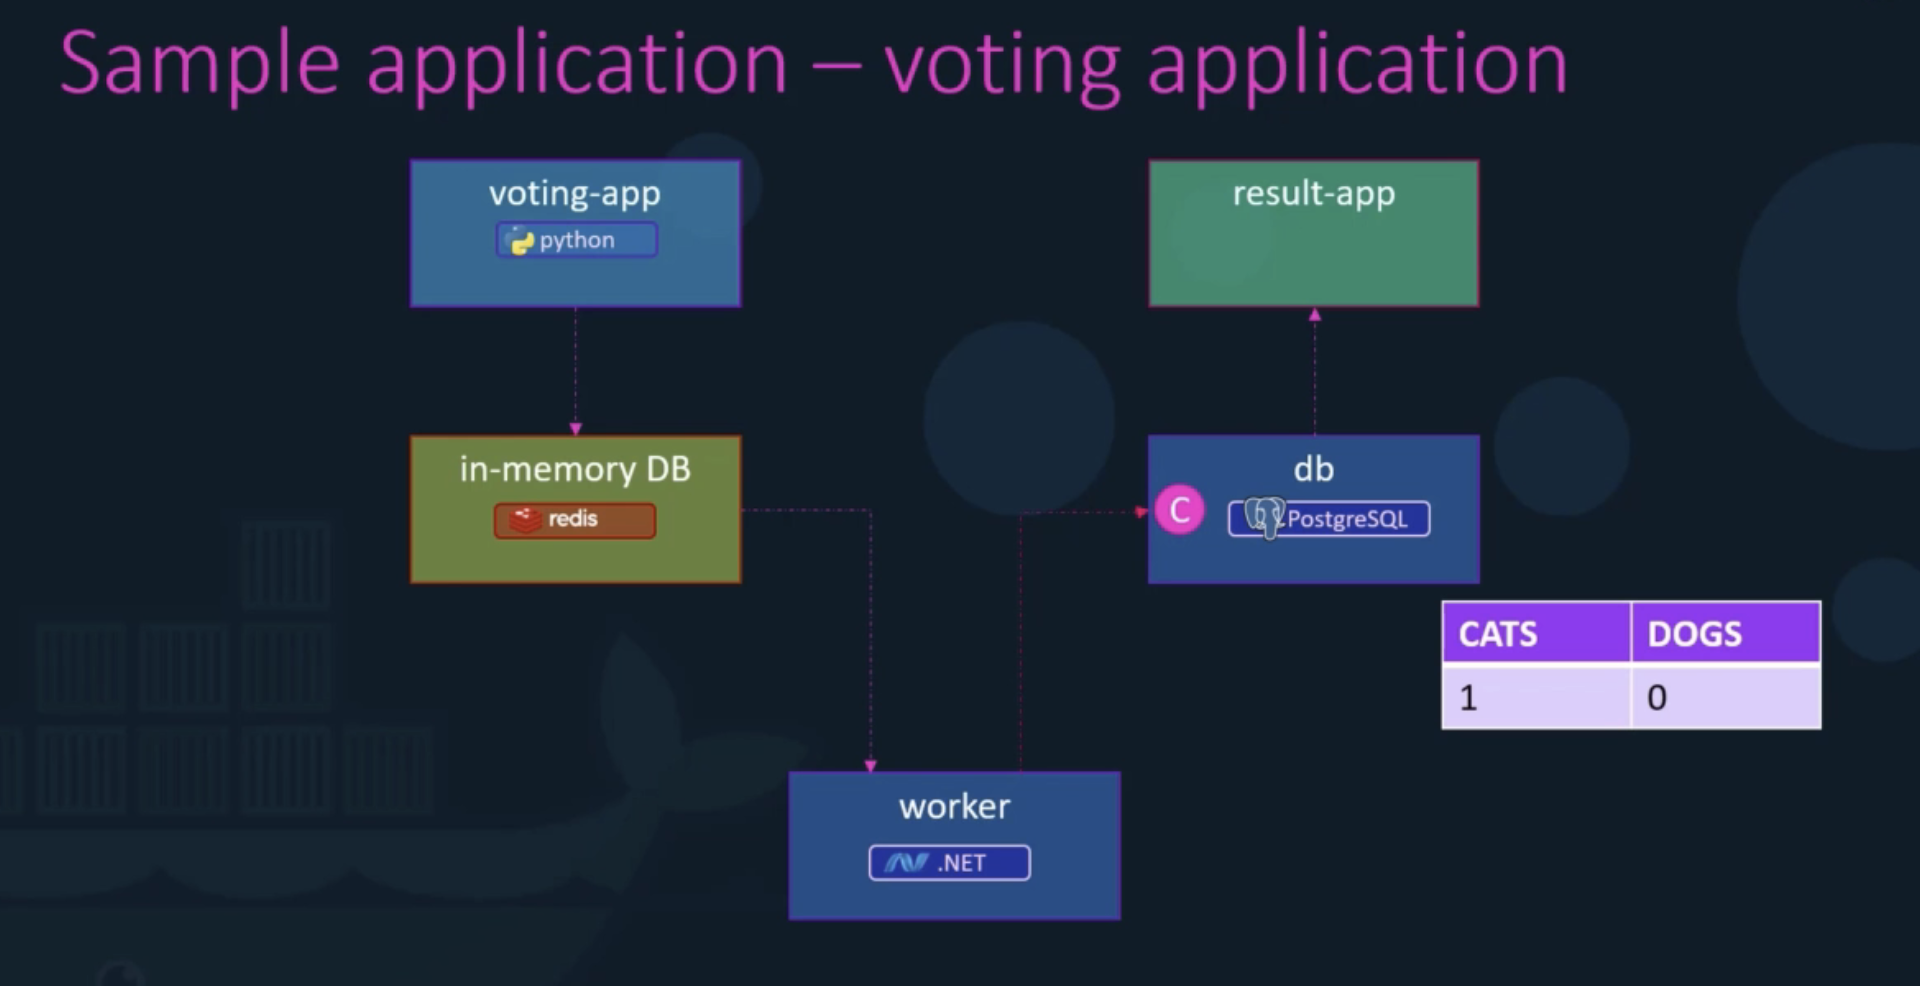 Sample application – voting application
voting-app
python
result-app
in-memory DB
redis
db
C
PostgreSQL
CATS DOGS
1 0
worker
.NET